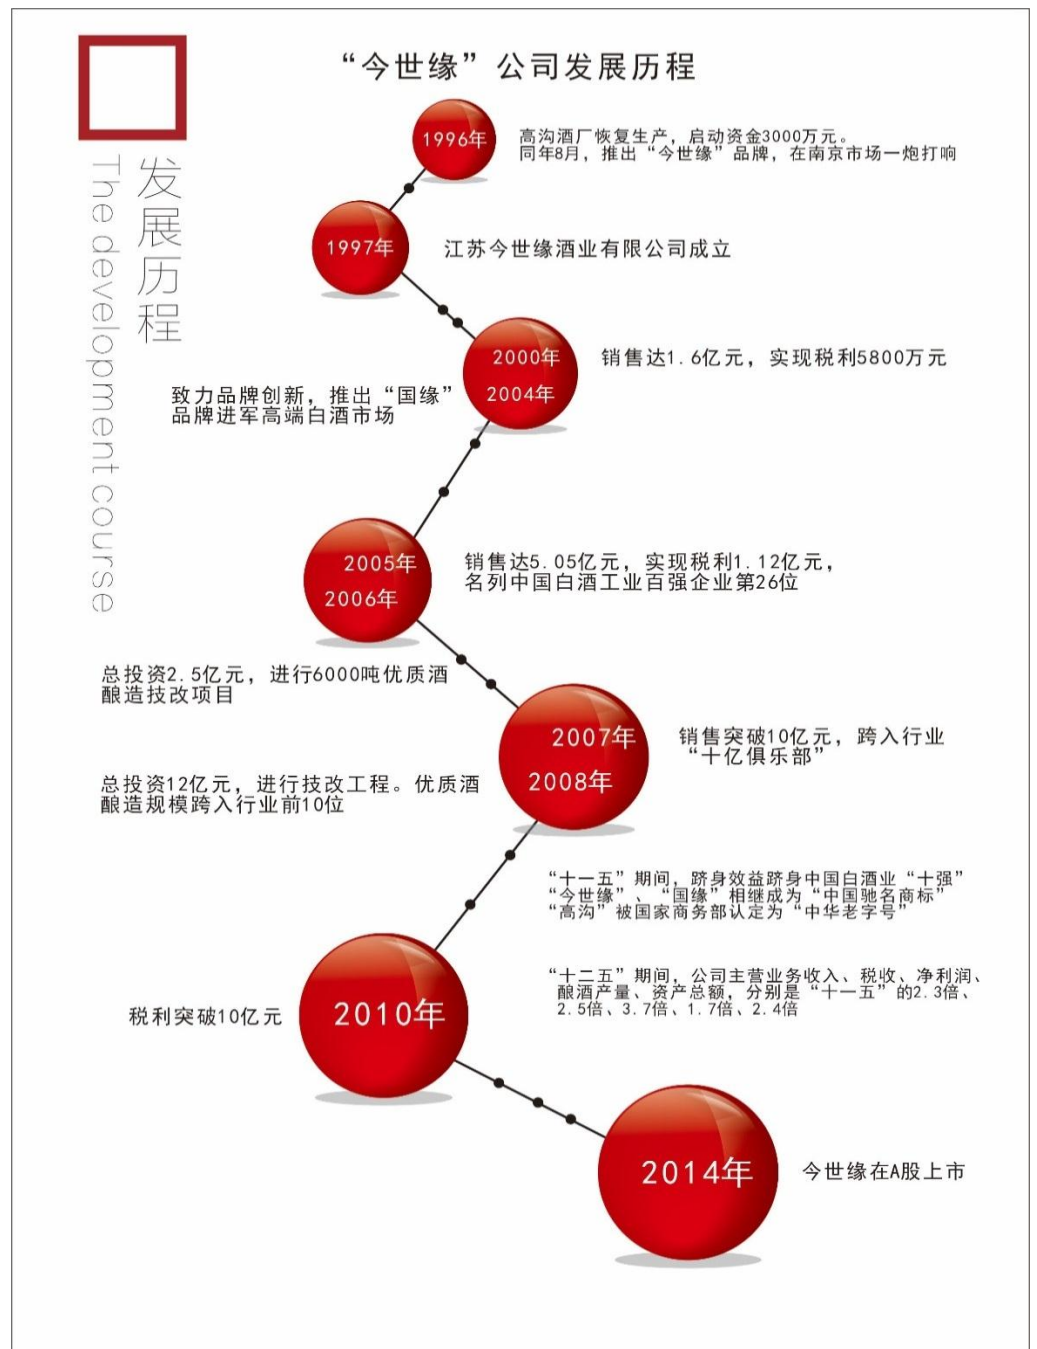 “今世缘”公司发展历程
发展历程
The development course
1996年
高沟酒厂恢复生产，启动资金3000万元。
同年8月，推出“今世缘”品牌，在南京市场一炮打响
1997年
江苏今世缘酒业有限公司成立
2000年
销售达1.6亿元，实现税利5800万元
2004年
致力品牌创新，推出“国缘”
品牌进军高端白酒市场
2005年
销售达5.05亿元，实现税利1.12亿元，
名列中国白酒工业百强企业第26位
2006年
总投资2.5亿元，进行6000吨优质酒
酿造技改项目
2007年
销售突破10亿元，跨入行业
“十亿俱乐部”
2008年
总投资12亿元，进行技改工程。优质酒
酿造规模跨入行业前10位
“十一五”期间，跻身效益跻身中国白酒业“十强”
“今世缘”、“国缘”相继成为“中国驰名商标”
“高沟”被国家商务部认定为“中华老字号”
“十二五”期间，公司主营业务收入、税收、净利润、
酿酒产量、资产总额，分别是“十一五”的2.3倍、
2.5倍、3.7倍、1.7倍、2.4倍
2010年
税利突破10亿元
2014年
今世缘在A股上市